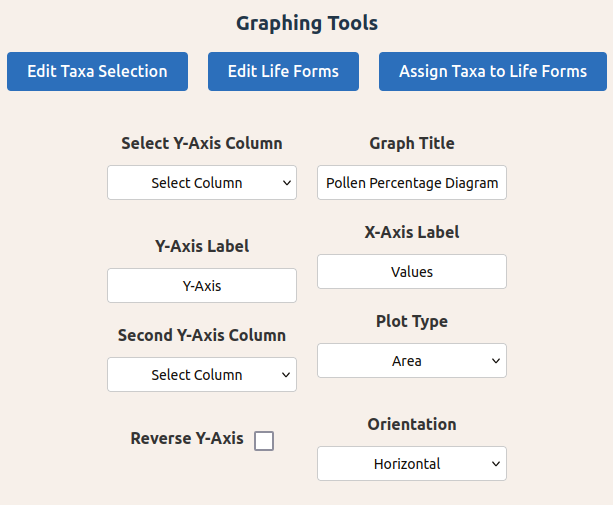 Graphing Tools
Edit Taxa Selection
Edit Life Forms
Assign Taxa to Life Forms
Select Y-Axis Column
Graph Title
Select Column
Pollen Percentage Diagram
Y-Axis Label
X-Axis Label
Y-Axis
Values
Second Y-Axis Column
Plot Type
Select Column
Area
Reverse Y-Axis
Orientation
Horizontal